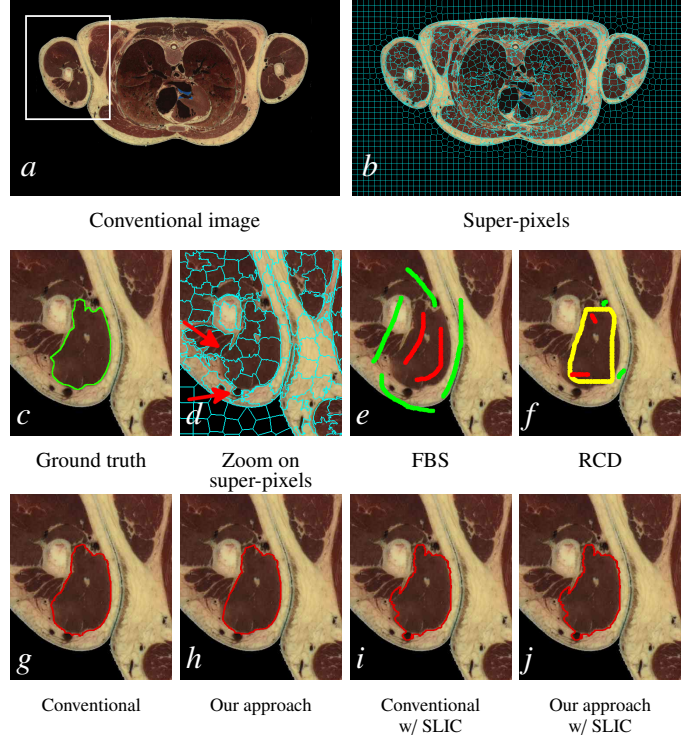 a
b
Conventional image
Super-pixels
c
d
e
f
Ground truth
Zoom on
super-pixels
FBS
RCD
g
h
i
j
Conventional
Our approach
Conventional
w/ SLIC
Our approach
w/ SLIC